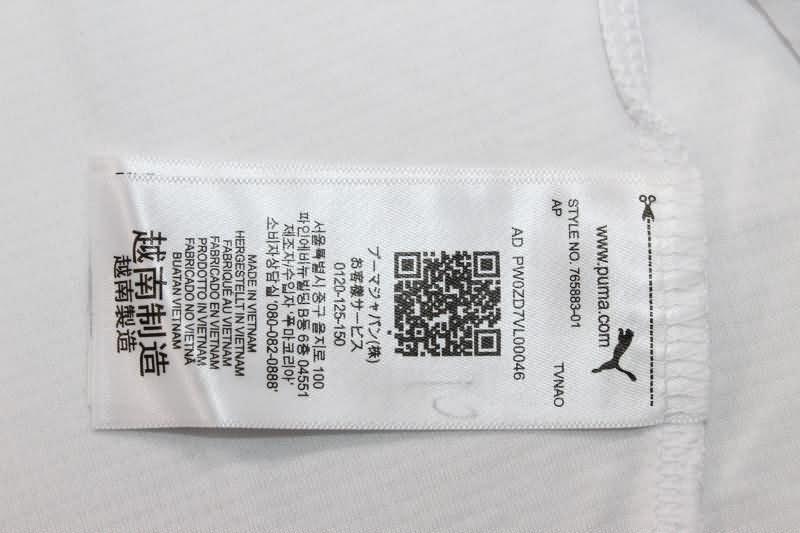 www.puma.com
STYLE NO. 765883-01
AP TVNAO
AD PW0ZD7VL00046
プーマジャパン(株)
お客様サービス
0120-125-150
서울특별시 중구 을지로 100
파인에비뉴빌딩 B동 6층 04551
제조자/수입자 '푸마코리아'
소비자상담실 '080-082-0888'
MADE IN VIETNAM
HERGESTELLT IN VIETNAM
FABRIQUÉ AU VIETNAM
FABRICADO EN VIETNAM
PRODOTTO IN VIETNAM
FABRICADO NO VIETNÃ
BUATAN VIETNAM
越南制造
越南製造